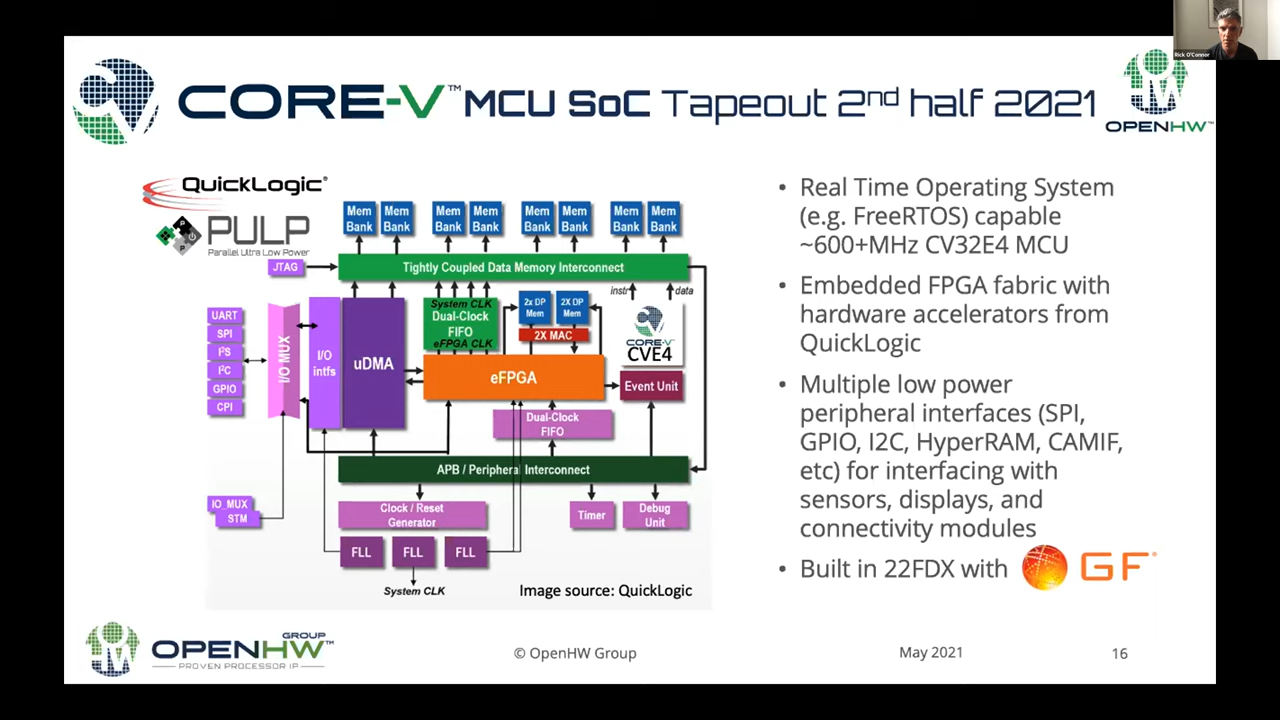 Rick O'Connor
CORE-V™ MCU SoC Tapeout 2nd half 2021
OPENHW™
QuickLogic®
PULP
Parallel Ultra Low Power
Mem Bank
Mem Bank
Mem Bank
Mem Bank
Mem Bank
Mem Bank
Mem Bank
Mem Bank
JTAG
Tightly Coupled Data Memory Interconnect
instr
data
UART
SPI
I²S
I²C
GPIO
CPI
I/O MUX
I/O
intfs
uDMA
System CLK
Dual-Clock
FIFO
eFPGA CLK
2x DP
Mem
2X DP
Mem
2X MAC
CORE-V
CVE4
eFPGA
Event Unit
Dual-Clock
FIFO
APB / Peripheral Interconnect
IO_MUX
STM
Clock / Reset
Generator
Timer
Debug
Unit
FLL
FLL
FLL
System CLK
Image source: QuickLogic
• Real Time Operating System
(e.g. FreeRTOS) capable
~600+MHz CV32E4 MCU
• Embedded FPGA fabric with
hardware accelerators from
QuickLogic
• Multiple low power
peripheral interfaces (SPI,
GPIO, I2C, HyperRAM, CAMIF,
etc) for interfacing with
sensors, displays, and
connectivity modules
• Built in 22FDX with GF®
OPENHW™
GROUP
PROVEN PROCESSOR IP
© OpenHW Group
May 2021
16